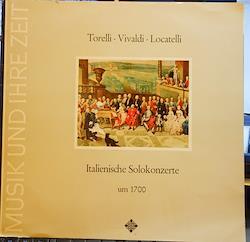 MUSIK UND IHRE ZEIT
Torelli · Vivaldi · Locatelli
Italienische Solokonzerte
um 1700